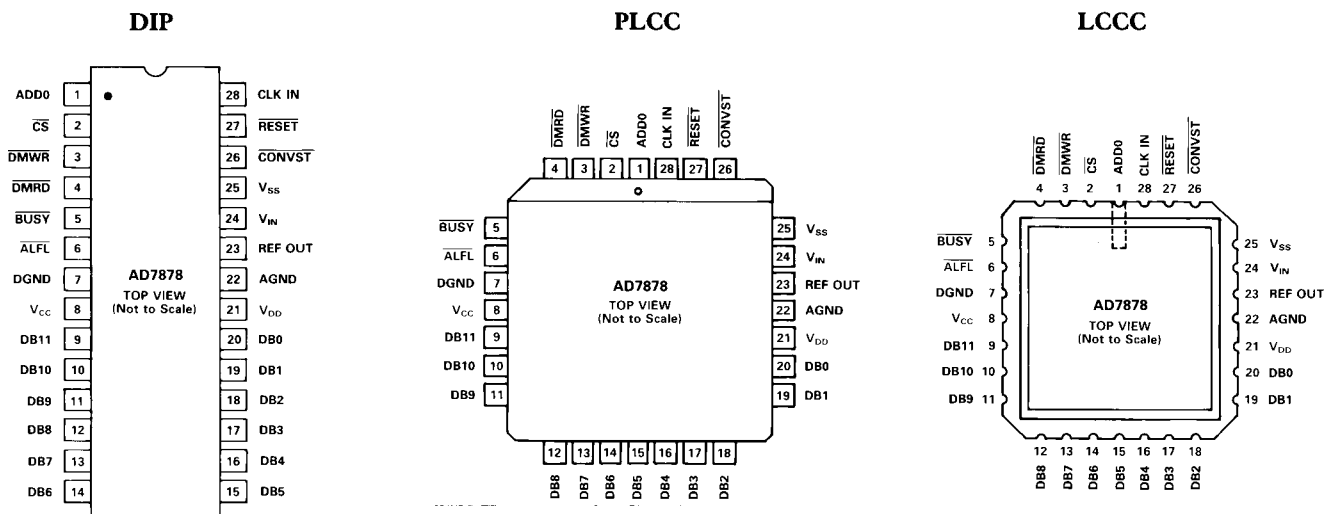 DIP
ADD0 1
CS 2
DMWR 3
DMRD 4
BUSY 5
ALFL 6
DGND 7
VCC 8
DB11 9
DB10 10
DB9 11
DB8 12
DB7 13
DB6 14
AD7878
TOP VIEW
(Not to Scale)
28 CLK IN
27 RESET
26 CONVST
25 VSS
24 VIN
23 REF OUT
22 AGND
21 VDD
20 DB0
19 DB1
18 DB2
17 DB3
16 DB4
15 DB5
PLCC
DMRD DMWR CS ADD0 CLK IN RESET CONVST
4 3 2 1 28 27 26
BUSY 5
ALFL 6
DGND 7
VCC 8
DB11 9
DB10 10
DB9 11
AD7878
TOP VIEW
(Not to Scale)
25 VSS
24 VIN
23 REF OUT
22 AGND
21 VDD
20 DB0
19 DB1
12 13 14 15 16 17 18
DB8 DB7 DB6 DB5 DB4 DB3 DB2
LCCC
DMRD DMWR CS ADD0 CLK IN RESET CONVST
4 3 2 1 28 27 26
BUSY 5
ALFL 6
DGND 7
VCC 8
DB11 9
DB10 10
DB9 11
AD7878
TOP VIEW
(Not to Scale)
25 VSS
24 VIN
23 REF OUT
22 AGND
21 VDD
20 DB0
19 DB1
12 13 14 15 16 17 18
DB8 DB7 DB6 DB5 DB4 DB3 DB2